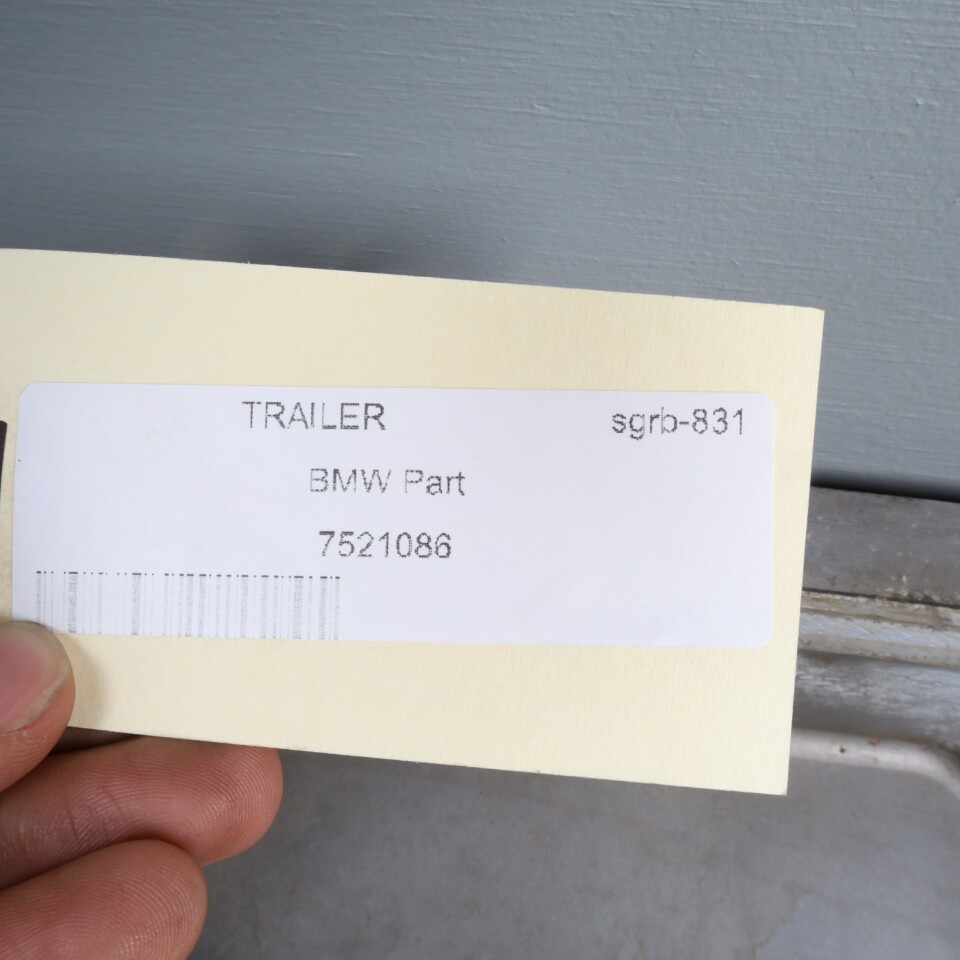 TRAILER sgrb-831
BMW Part
7521086